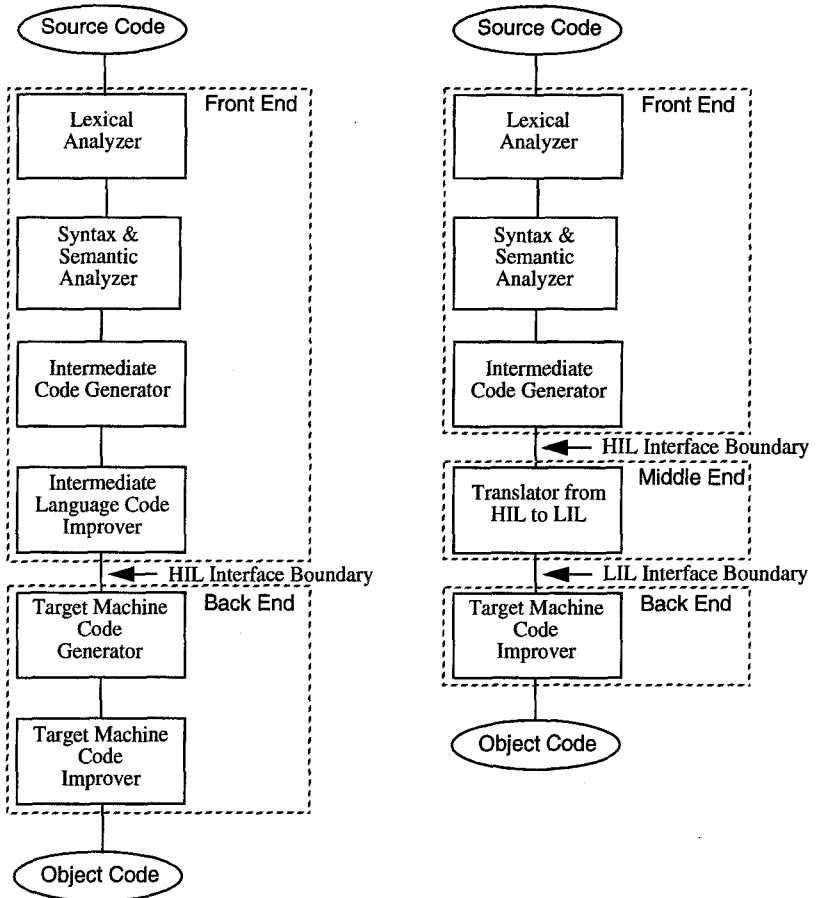 Source Code
Front End
Lexical
Analyzer
Syntax &
Semantic
Analyzer
Intermediate
Code Generator
Intermediate
Language Code
Improver
HIL Interface Boundary
Back End
Target Machine
Code
Generator
Target Machine
Code
Improver
Object Code
Source Code
Front End
Lexical
Analyzer
Syntax &
Semantic
Analyzer
Intermediate
Code Generator
HIL Interface Boundary
Middle End
Translator from
HIL to LIL
LIL Interface Boundary
Back End
Target Machine
Code
Improver
Object Code